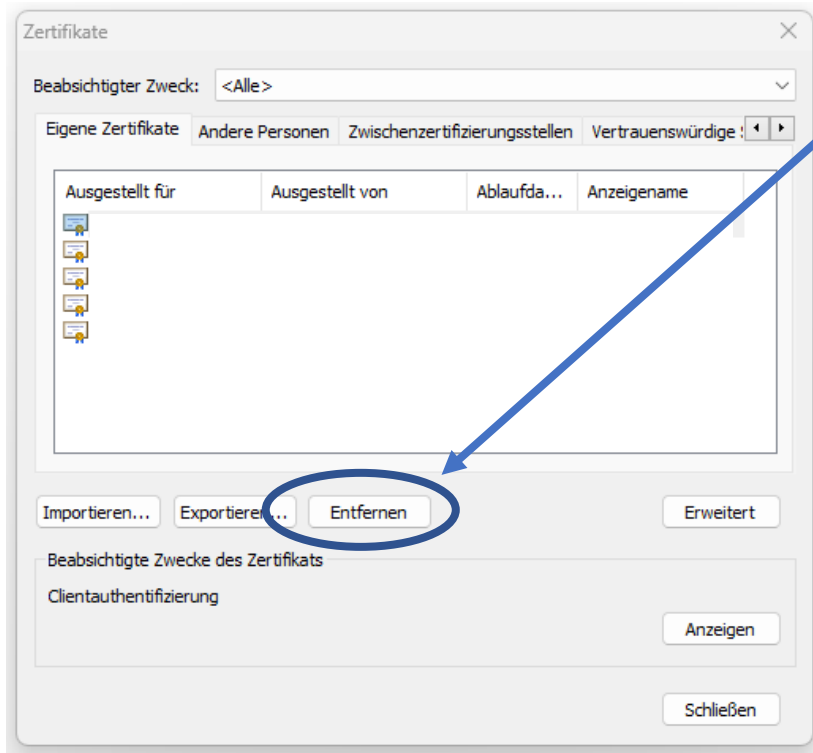 Zertifikate
Beabsichtigter Zweck: <Alle>
Eigene Zertifikate Andere Personen Zwischenzertifizierungsstellen Vertrauenswürdige
Ausgestellt für Ausgestellt von Ablaufda... Anzeigename
Importieren... Exportieren... Entfernen Erweitert
Beabsichtigte Zwecke des Zertifikats
Clientauthentifizierung
Anzeigen
Schließen